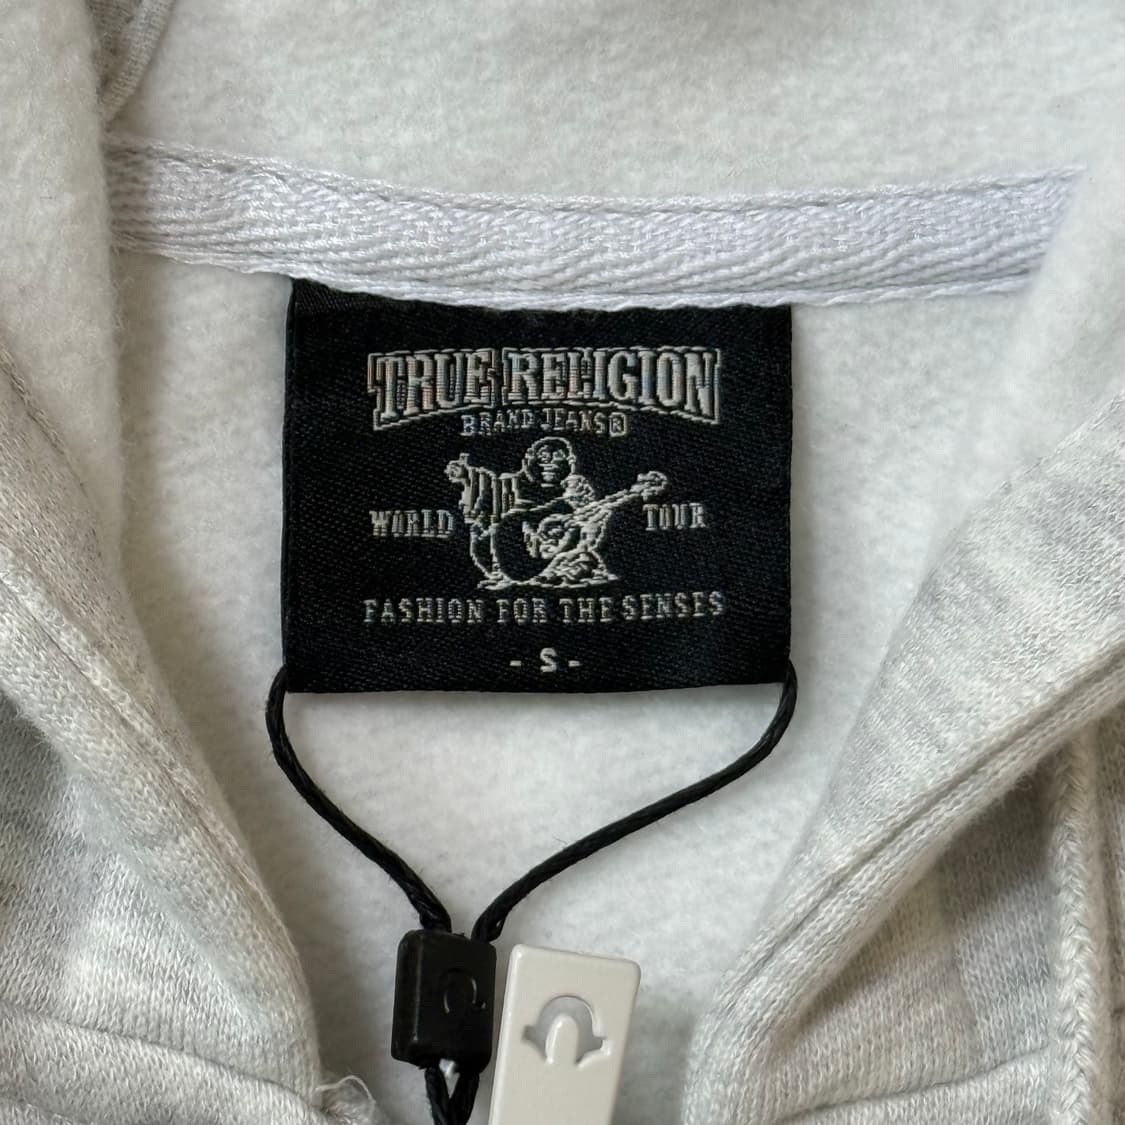 TRUE RELIGION
BRAND JEANS®
WORLD TOUR
FASHION FOR THE SENSES
- S -